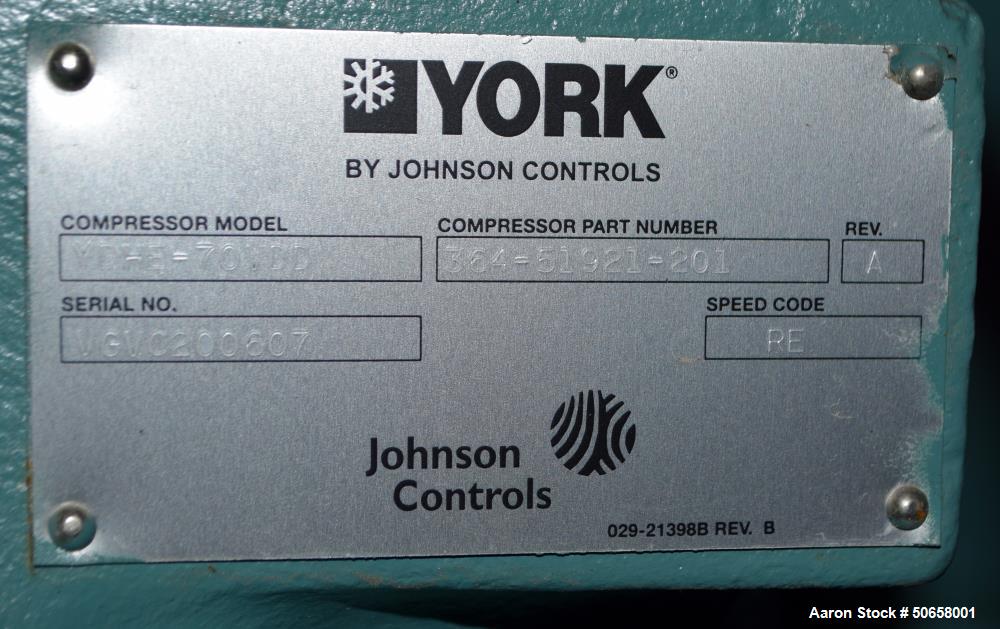 YORK®
BY JOHNSON CONTROLS
COMPRESSOR MODEL
COMPRESSOR PART NUMBER
364-51921-201
REV.
A
SERIAL NO.
GVC200607
SPEED CODE
RE
Johnson
Controls
029-21398B REV. B
Aaron Stock # 50658001